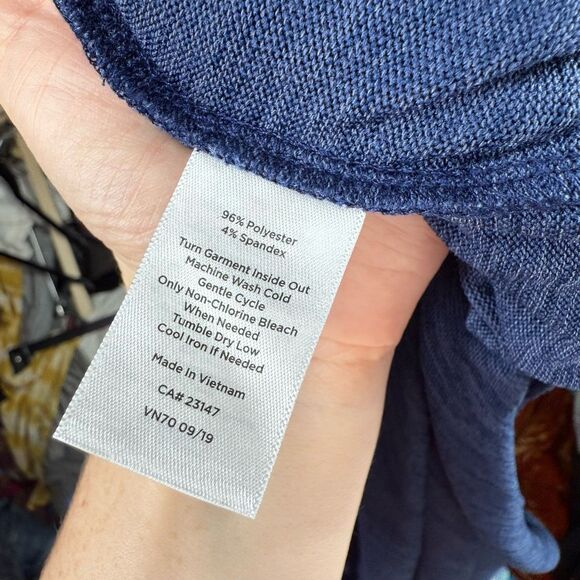 96% Polyester
4% Spandex
Turn Garment Inside Out
Machine Wash Cold
Gentle Cycle
Only Non-Chlorine Bleach
When Needed
Tumble Dry Low
Cool Iron If Needed
Made In Vietnam
CA# 23147
VN70 09/19